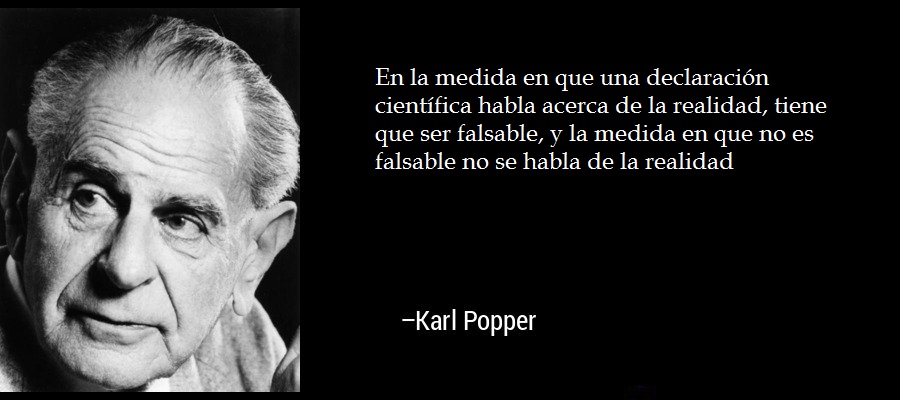 En la medida en que una declaración
científica habla acerca de la realidad, tiene
que ser falsable, y la medida en que no es
falsable no se habla de la realidad
–Karl Popper